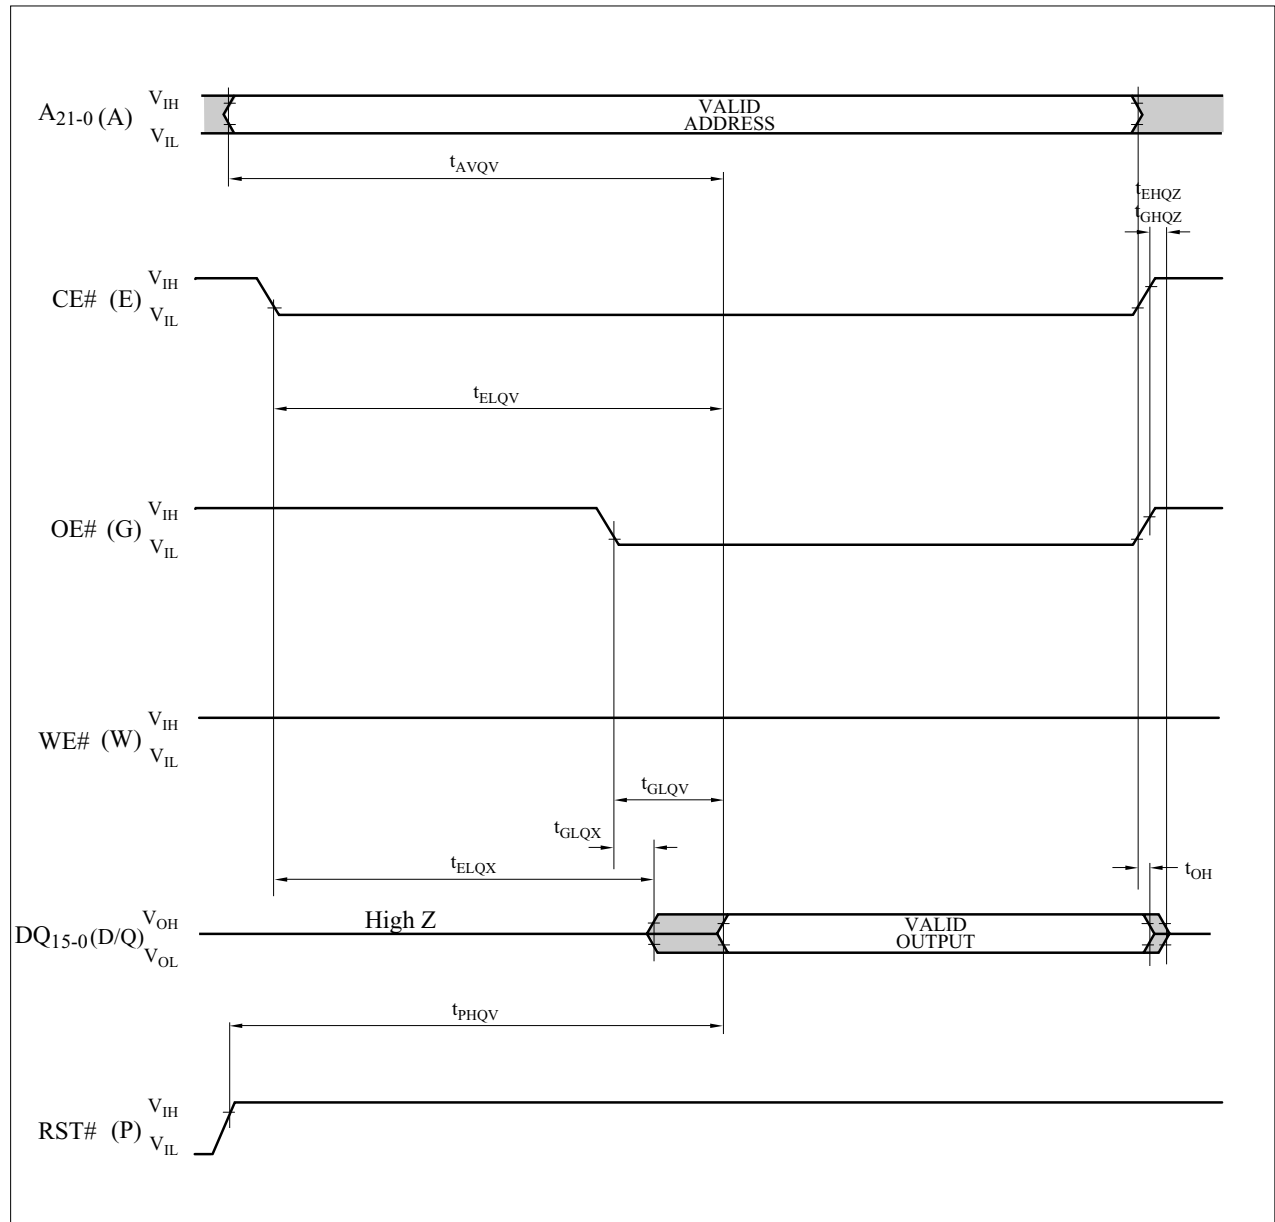 A21-0 (A)
VIH
VIL
VALID
ADDRESS
tAVQV
tEHQZ
tGHQZ
CE# (E)
VIH
VIL
tELQV
OE# (G)
VIH
VIL
WE# (W)
VIH
VIL
tGLQV
tGLQX
tELQX
tOH
DQ15-0 (D/Q)
VOH
VOL
High Z
VALID
OUTPUT
tPHQV
RST# (P)
VIH
VIL